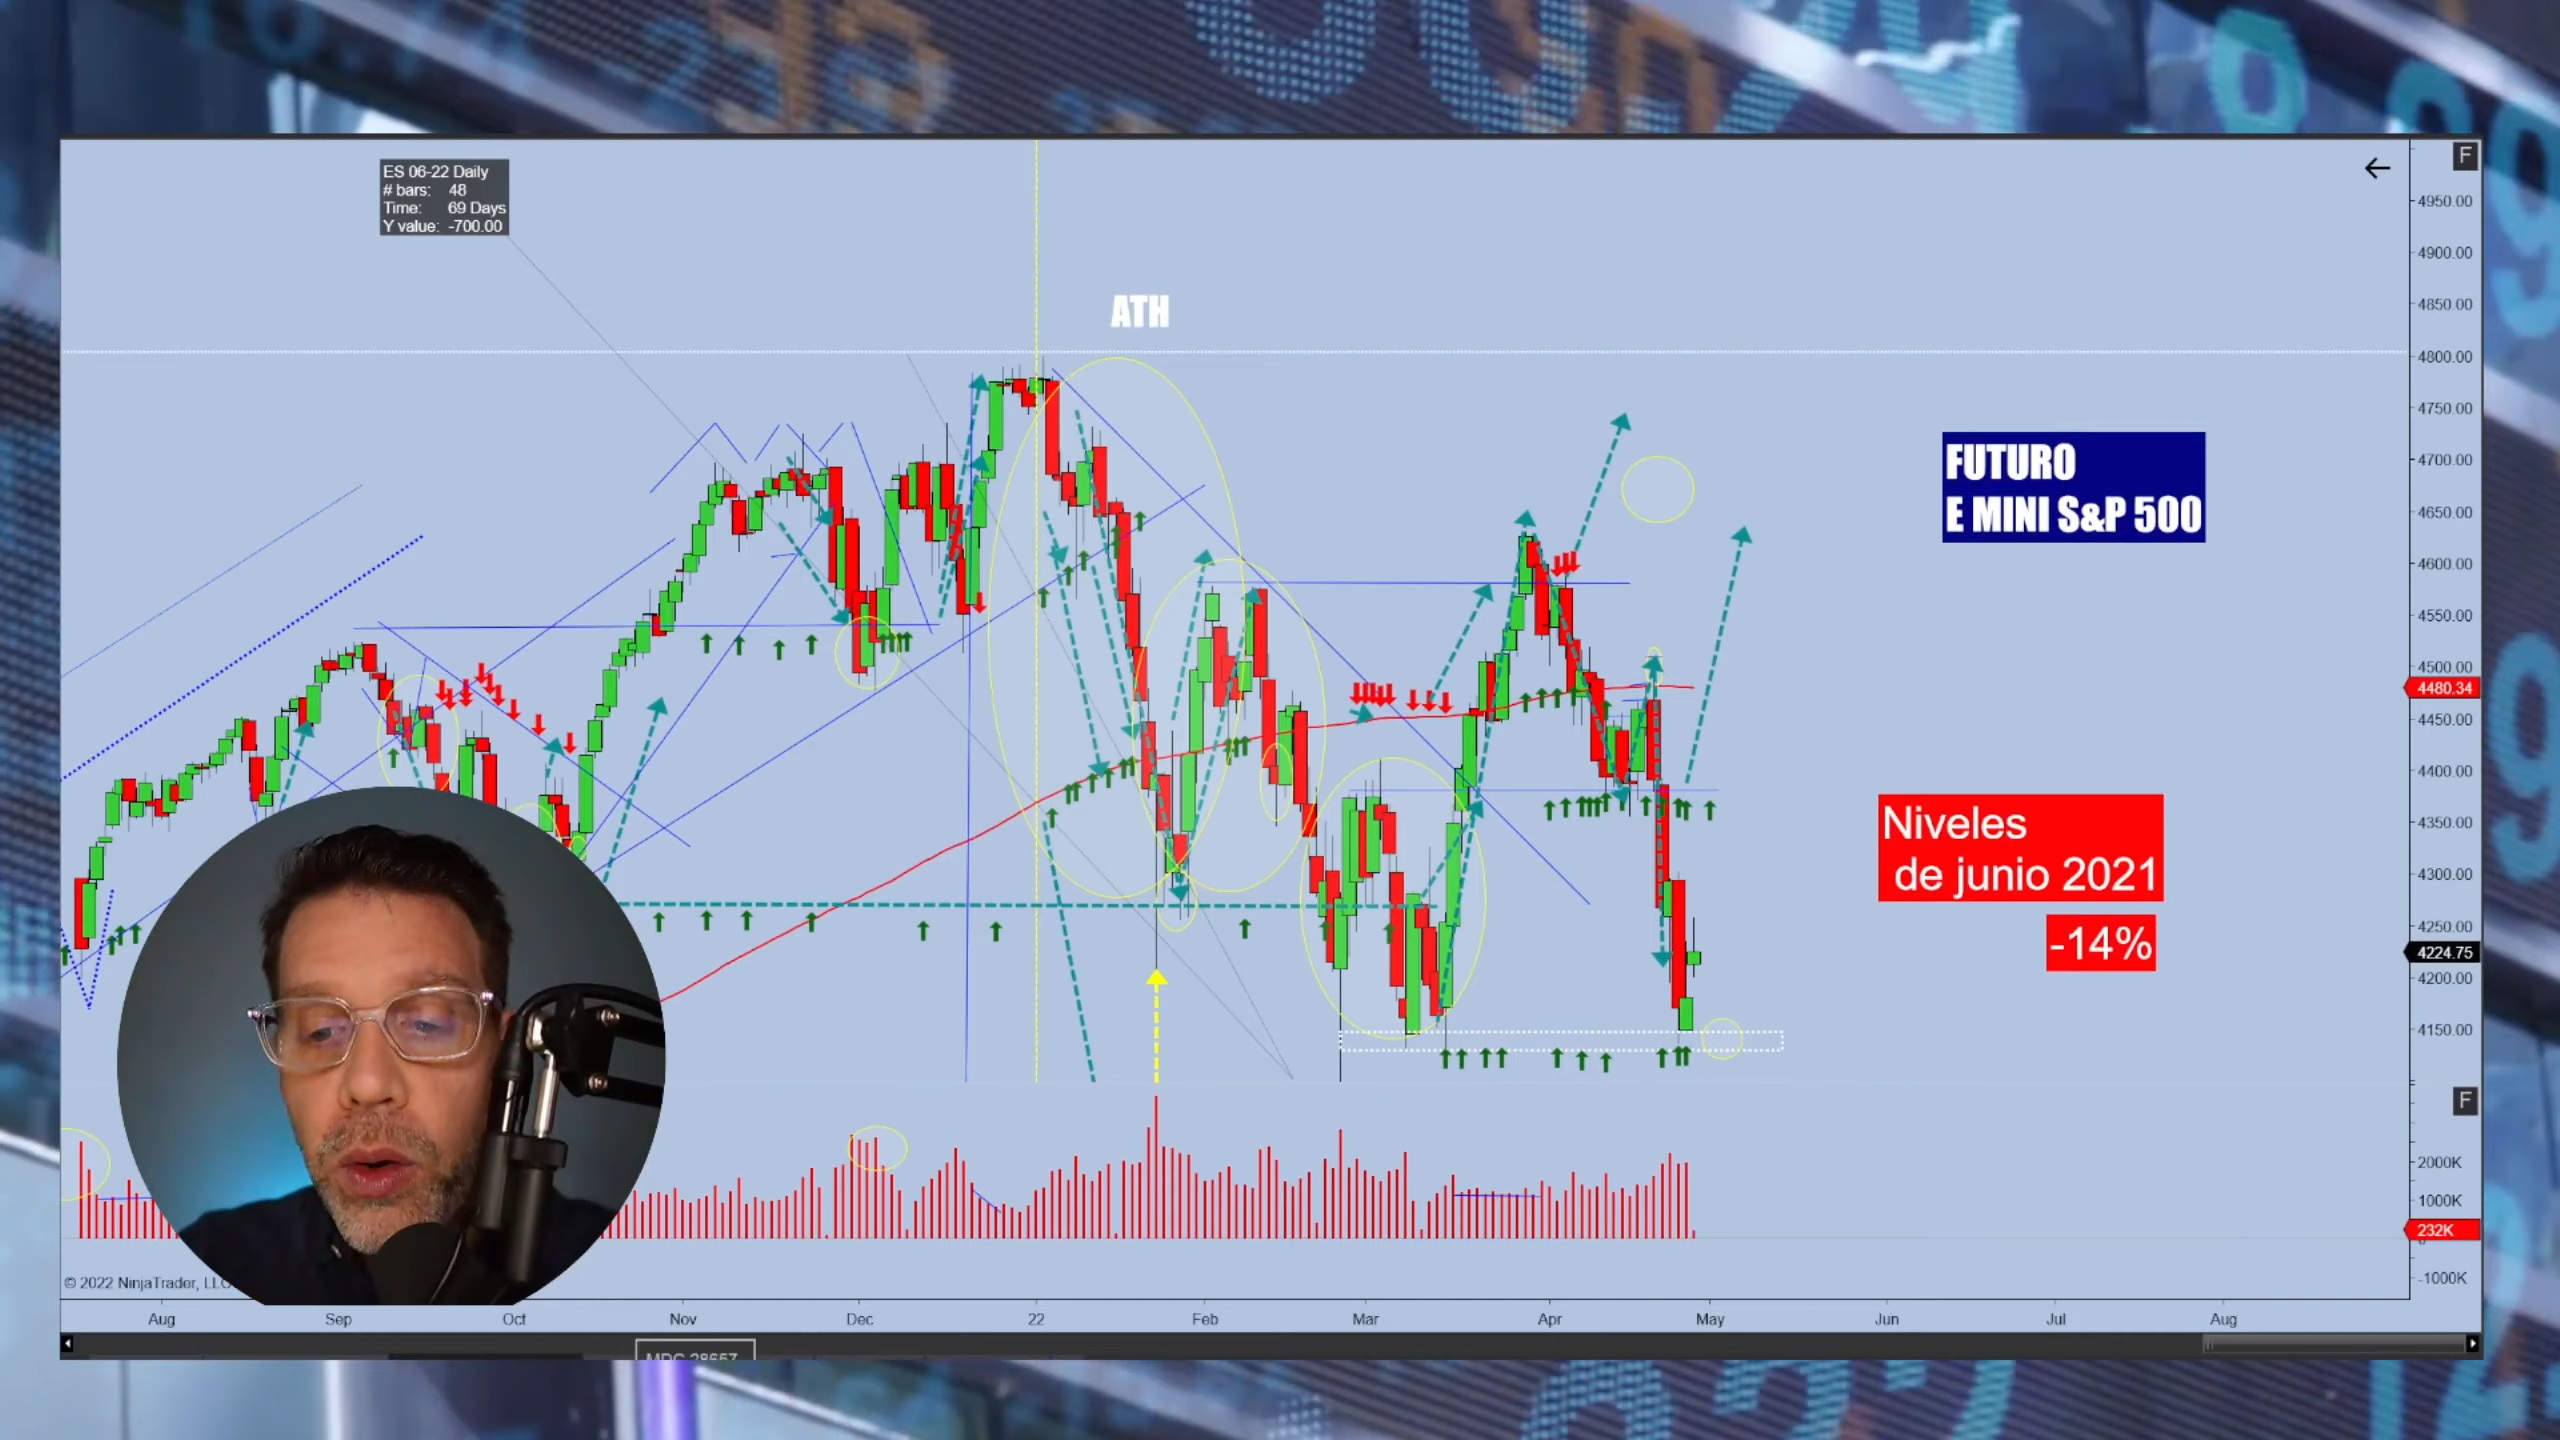 ES 06-22 Daily
# bars: 48
Time: 69 Days
Y value: -700.00
F
4950.00
4900.00
ATH
4850.00
4800.00
4750.00
FUTURO
E MINI S&P 500
4700.00
4650.00
4600.00
4550.00
4500.00
4480.34
4450.00
4400.00
Niveles
de junio 2021
-14%
4350.00
4300.00
4250.00
4224.75
4200.00
4150.00
F
2000K
1000K
232K
-1000K
© 2022 NinjaTrader, LLC
Aug Sep Oct Nov Dec 22 Feb Mar Apr May Jun Jul Aug